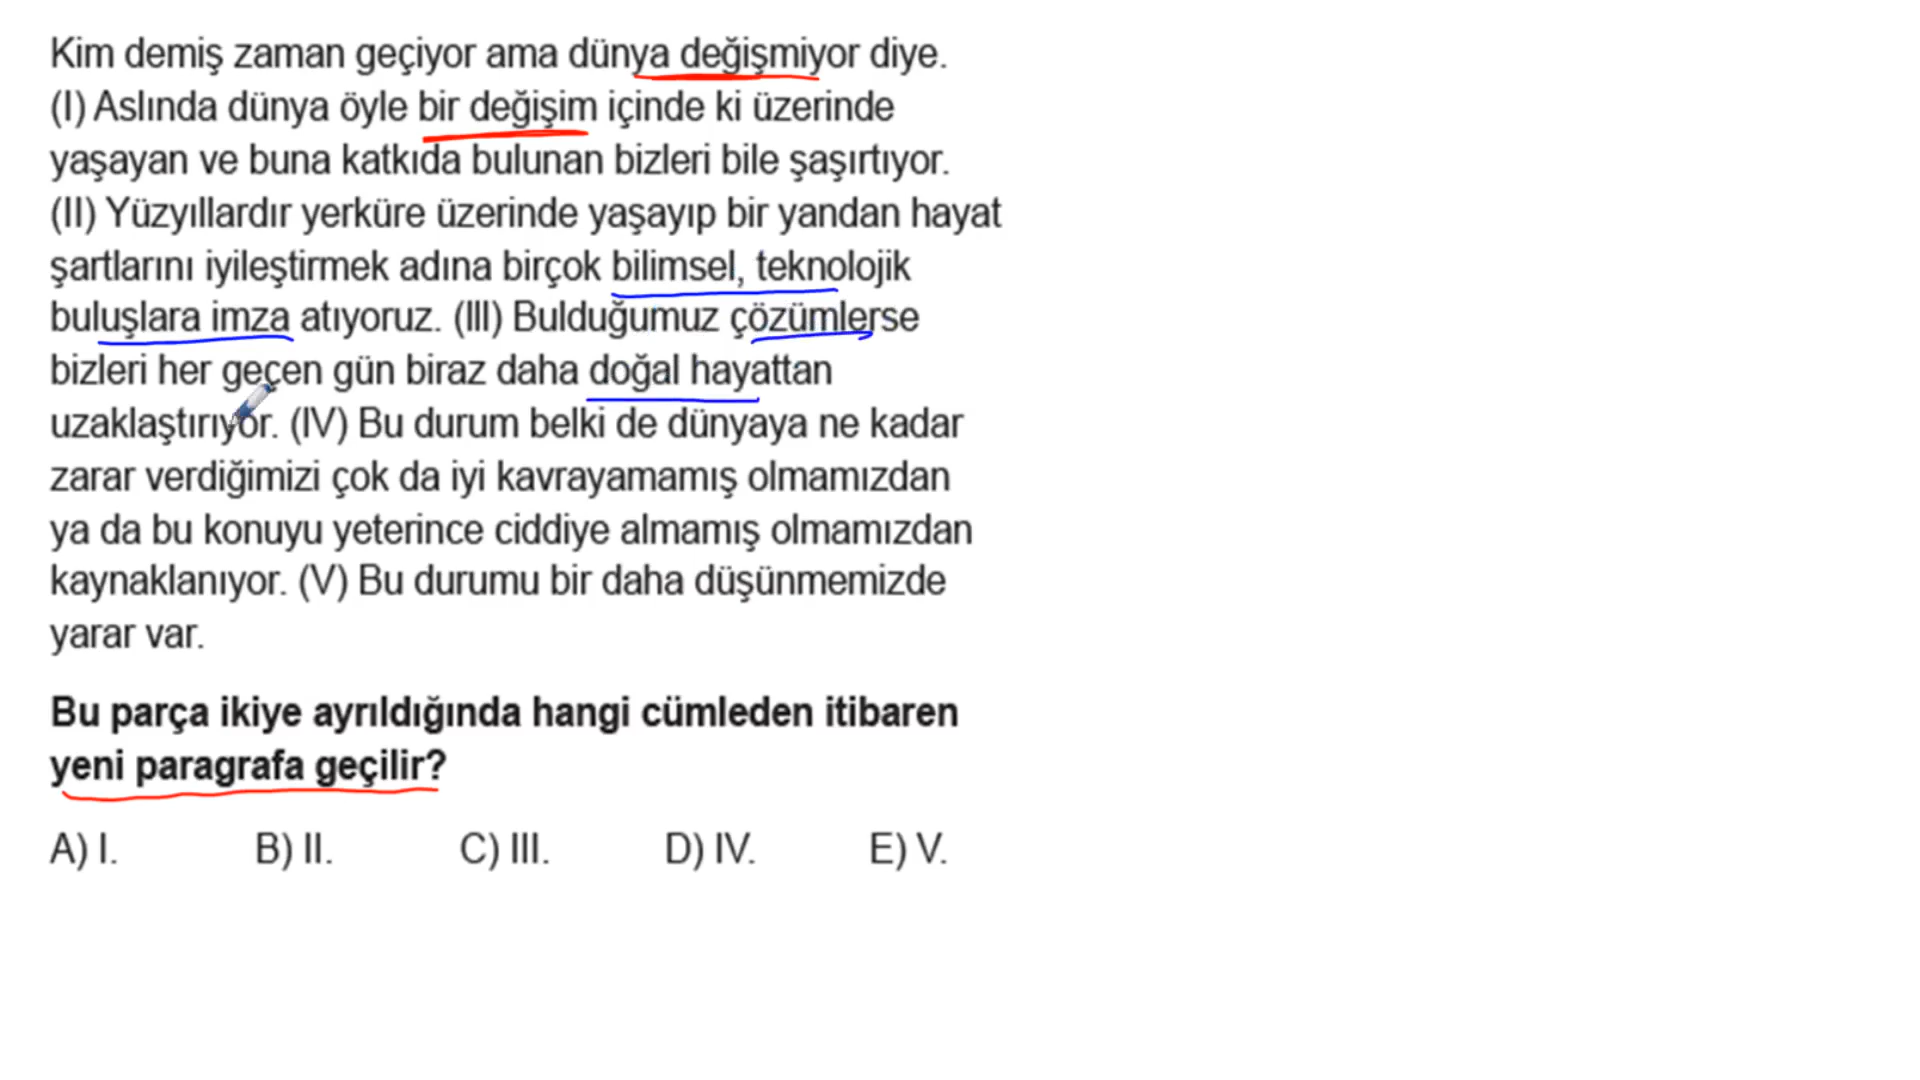 Kim demiş zaman geçiyor ama dünya değişmiyor diye.
(I) Aslında dünya öyle bir değişim içinde ki üzerinde
yaşayan ve buna katkıda bulunan bizleri bile şaşırtıyor.
(II) Yüzyıllardır yerküre üzerinde yaşayıp bir yandan hayat
şartlarını iyileştirmek adına birçok bilimsel, teknolojik
buluşlara imza atıyoruz. (III) Bulduğumuz çözümlerse
bizleri her geçen gün biraz daha doğal hayattan
uzaklaştırıyor. (IV) Bu durum belki de dünyaya ne kadar
zarar verdiğimizi çok da iyi kavrayamamış olmamızdan
ya da bu konuyu yeterince ciddiye almamış olmamızdan
kaynaklanıyor. (V) Bu durumu bir daha düşünmemizde
yarar var.
Bu parça ikiye ayrıldığında hangi cümleden itibaren
yeni paragrafa geçilir?
A) I. B) II. C) III. D) IV. E) V.